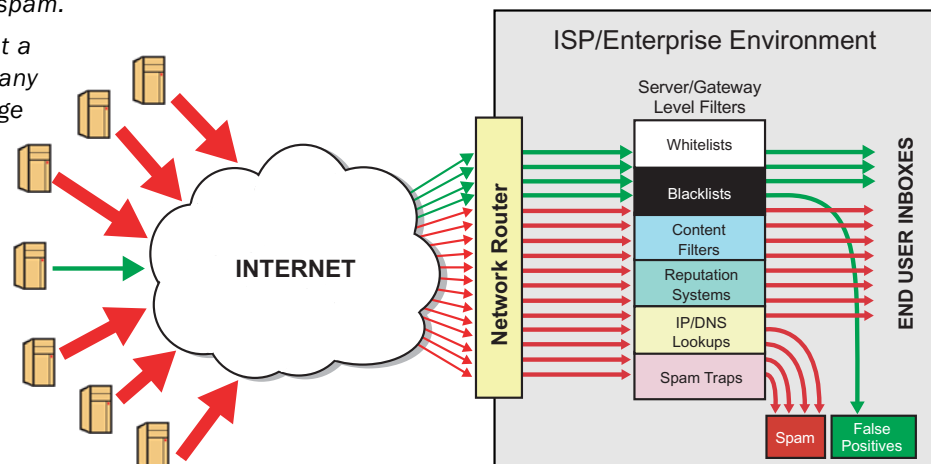 spam.
t a
any
ge
ISP/Enterprise Environment
Server/Gateway
Level Filters
Whitelists
Blacklists
Content
Filters
Reputation
Systems
IP/DNS
Lookups
Spam Traps
INTERNET
Network Router
END USER INBOXES
Spam
False
Positives